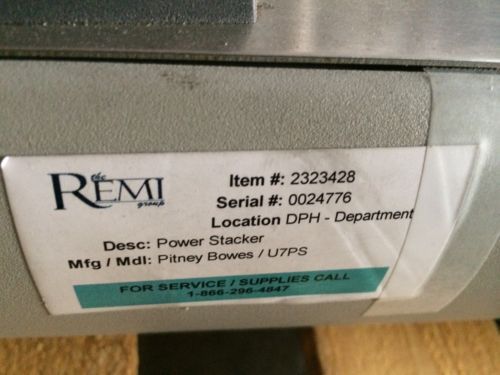 the
REMI
group
Item #: 2323428
Serial #: 0024776
Location DPH - Department
Desc: Power Stacker
Mfg / Mdl: Pitney Bowes / U7PS
FOR SERVICE / SUPPLIES CALL
1-866-296-4847